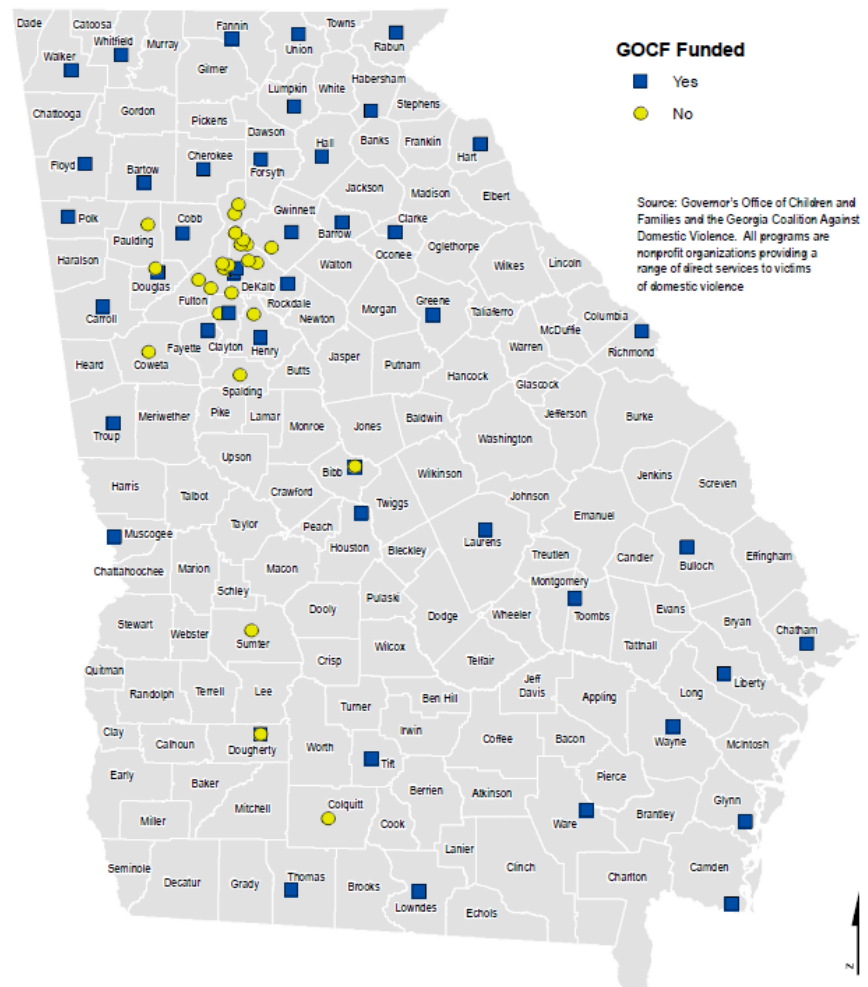 Dade
Catoosa
Fannin
Towns
Whitfield
Murray
Union
Rabun
Walker
Gilmer
Habersham
Lumpkin
White
Stephens
Chattooga
Gordon
Pickens
Dawson
Hall
Banks
Franklin
Hart
Floyd
Bartow
Cherokee
Forsyth
Jackson
Madison
Elbert
Polk
Cobb
Gwinnett
Barrow
Clarke
Paulding
Oconee
Oglethorpe
Haralson
Walton
Wilkes
Lincoln
Douglas
DeKalb
Fulton
Rockdale
Greene
Taliaferro
Columbia
Carroll
Newton
Morgan
McDuffie
Richmond
Heard
Coweta
Fayette
Clayton
Henry
Jasper
Putnam
Warren
Butts
Hancock
Glascock
Spalding
Troup
Meriwether
Pike
Lamar
Monroe
Jones
Baldwin
Jefferson
Burke
Washington
Upson
Bibb
Wilkinson
Jenkins
Screven
Harris
Talbot
Crawford
Twiggs
Johnson
Emanuel
Muscogee
Taylor
Peach
Houston
Bleckley
Laurens
Treutlen
Candler
Bulloch
Effingham
Chattahoochee
Marion
Macon
Schley
Montgomery
Stewart
Webster
Sumter
Dooly
Pulaski
Dodge
Wheeler
Toombs
Evans
Bryan
Chatham
Tattnall
Quitman
Crisp
Wilcox
Telfair
Liberty
Randolph
Terrell
Lee
Turner
Ben Hill
Jeff
Davis
Appling
Long
Clay
Calhoun
Dougherty
Worth
Irwin
Coffee
Bacon
Wayne
McIntosh
Tift
Early
Baker
Mitchell
Colquitt
Berrien
Atkinson
Pierce
Glynn
Miller
Cook
Ware
Brantley
Lanier
Seminole
Decatur
Grady
Thomas
Brooks
Lowndes
Echols
Clinch
Charlton
Camden
GOCF Funded
Yes
No
Source: Governor's Office of Children and
Families and the Georgia Coalition Against
Domestic Violence. All programs are
nonprofit organizations providing a
range of direct services to victims
of domestic violence
N